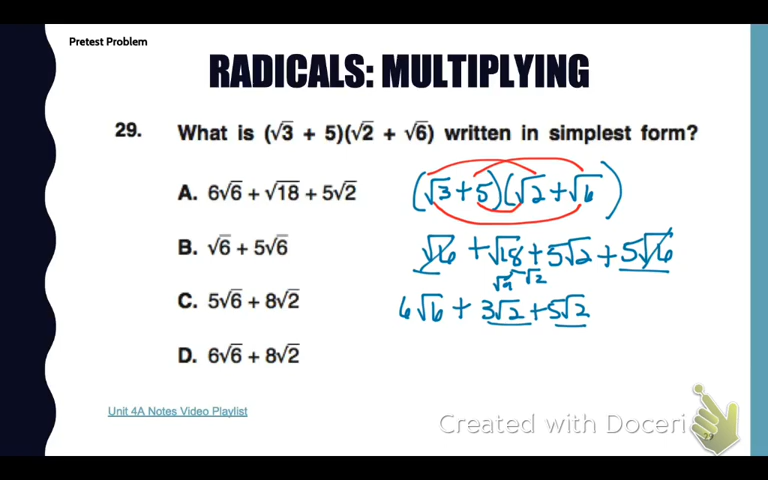 Pretest Problem
RADICALS: MULTIPLYING
29. What is (√3 + 5)(√2 + √6) written in simplest form?
A. 6√6 + √18 + 5√2
B. √6 + 5√6
C. 5√6 + 8√2
D. 6√6 + 8√2
(√3+5)(√2+√6)
√6 +√18+5√2+5√6
√9 √2
6√6 + 3√2 +5√2
Unit 4A Notes Video Playlist
Created with Doceri